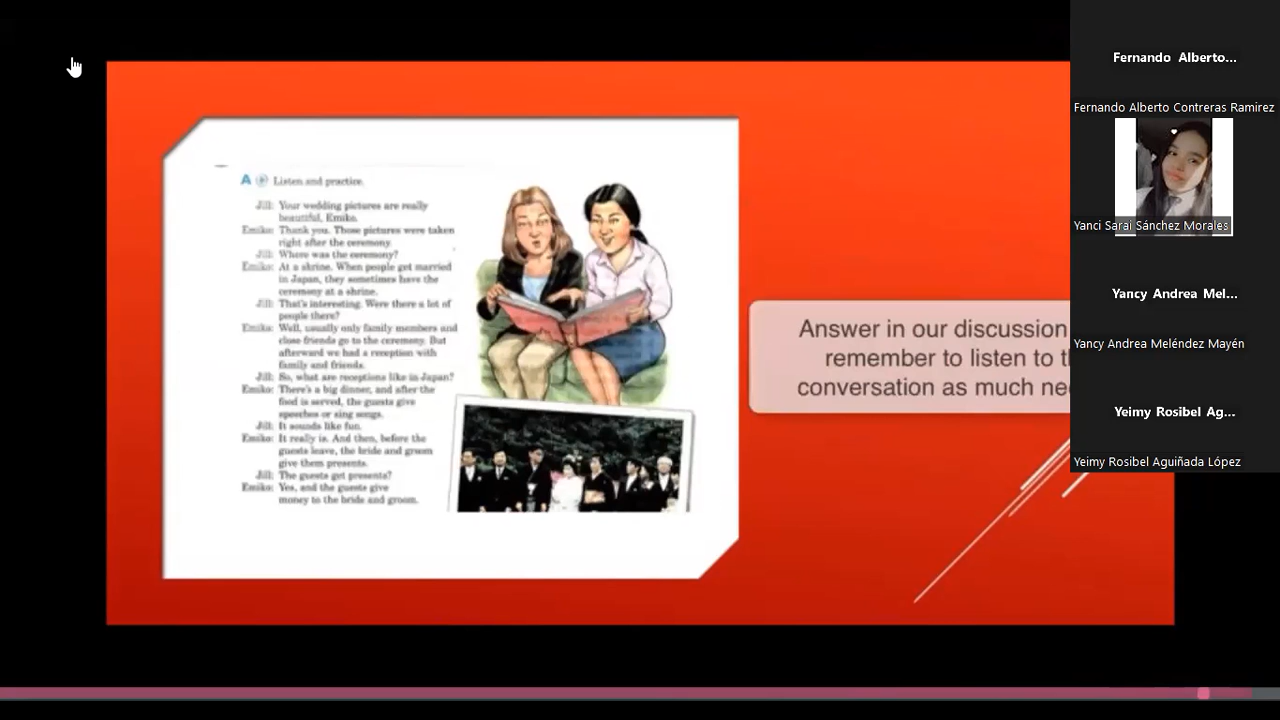 A Listen and practice.
Jill: Your wedding pictures are really
beautiful, Emiko.
Emiko: Thank you. Those pictures were taken
right after the ceremony.
Jill: Where was the ceremony?
Emiko: At a shrine. When people get married
in Japan, they sometimes have the
ceremony at a shrine.
Jill: That's interesting. Were there a lot of
people there?
Emiko: Well, usually only family members and
close friends go to the ceremony. But
afterward we had a reception with
family and friends.
Jill: So, what are receptions like in Japan?
Emiko: There's a big dinner, and after the
food is served, the guests give
speeches or sing songs.
Jill: It sounds like fun.
Emiko: It really is. And then, before the
guests leave, the bride and groom
give them presents.
Jill: The guests get presents?
Emiko: Yes, and the guests give
money to the bride and groom.
Answer in our discussion
remember to listen to th
conversation as much ne
Fernando Alberto...
Fernando Alberto Contreras Ramirez
Yanci Sarai Sánchez Morales
Yancy Andrea Mel...
Yancy Andrea Meléndez Mayén
Yeimy Rosibel Ag...
Yeimy Rosibel Aguiñada López